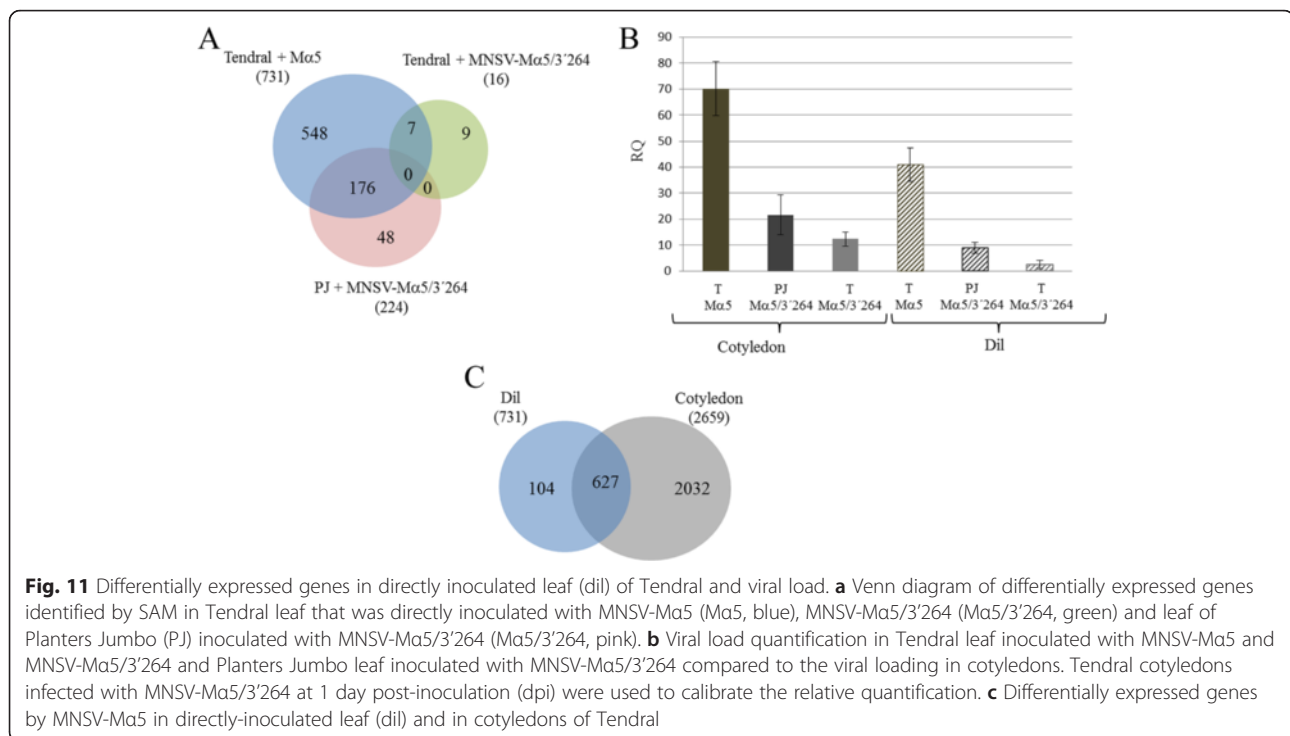 A
Tendral + Mα5
(731)
Tendral + MNSV-Mα5/3´264
(16)
548
7
9
0
0
176
48
PJ + MNSV-Mα5/3´264
(224)
B
90
80
70
60
50
40
30
20
10
0
RQ
T
Mα5
PJ
Mα5/3´264
T
Mα5/3´264
T
Mα5
PJ
Mα5/3´264
T
Mα5/3´264
Cotyledon
Dil
C
Dil
(731)
Cotyledon
(2659)
104
627
2032
Fig. 11 Differentially expressed genes in directly inoculated leaf (dil) of Tendral and viral load. a Venn diagram of differentially expressed genes
identified by SAM in Tendral leaf that was directly inoculated with MNSV-Mα5 (Mα5, blue), MNSV-Mα5/3'264 (Mα5/3'264, green) and leaf of
Planters Jumbo (PJ) inoculated with MNSV-Mα5/3'264 (Mα5/3'264, pink). b Viral load quantification in Tendral leaf inoculated with MNSV-Mα5 and
MNSV-Mα5/3'264 and Planters Jumbo leaf inoculated with MNSV-Mα5/3'264 compared to the viral loading in cotyledons. Tendral cotyledons
infected with MNSV-Mα5/3'264 at 1 day post-inoculation (dpi) were used to calibrate the relative quantification. c Differentially expressed genes
by MNSV-Mα5 in directly-inoculated leaf (dil) and in cotyledons of Tendral